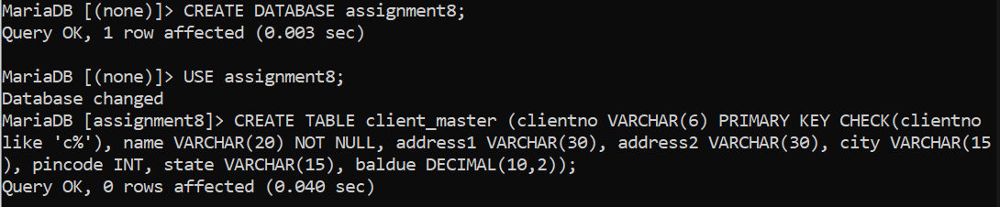 MariaDB [(none)]> CREATE DATABASE assignment8;
Query OK, 1 row affected (0.003 sec)

MariaDB [(none)]> USE assignment8;
Database changed
MariaDB [assignment8]> CREATE TABLE client_master (clientno VARCHAR(6) PRIMARY KEY CHECK(clientno
like 'c%'), name VARCHAR(20) NOT NULL, address1 VARCHAR(30), address2 VARCHAR(30), city VARCHAR(15
), pincode INT, state VARCHAR(15), baldue DECIMAL(10,2));
Query OK, 0 rows affected (0.040 sec)